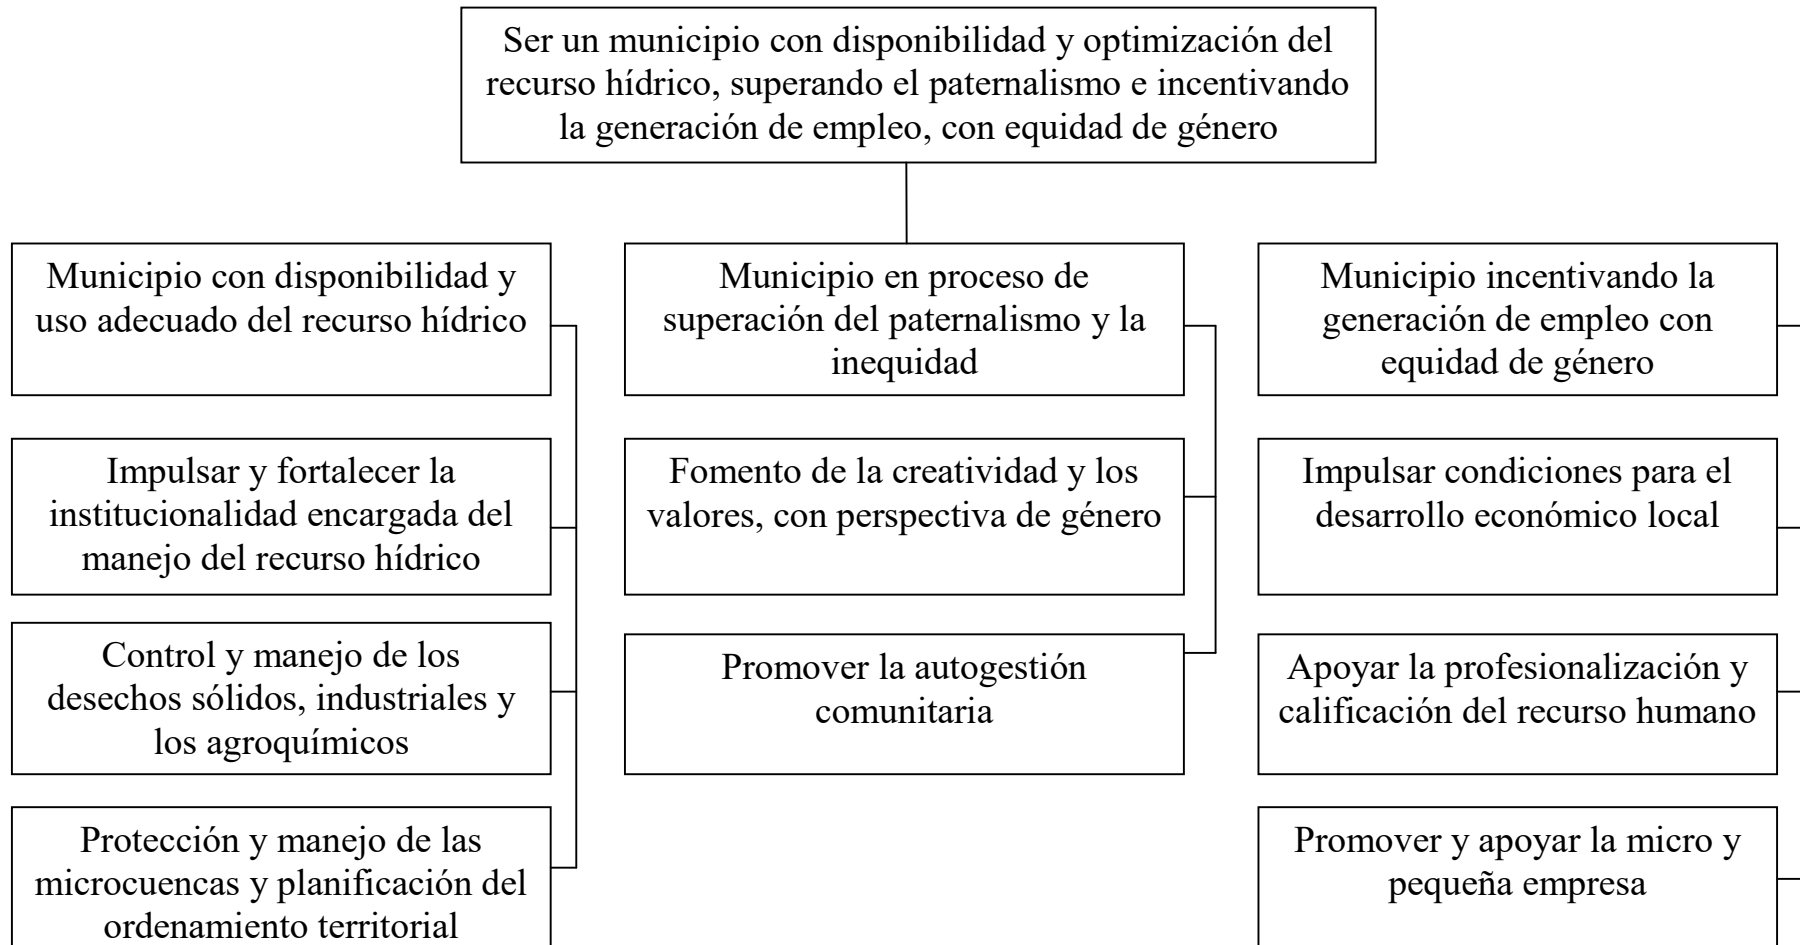 Ser un municipio con disponibilidad y optimización del
recurso hídrico, superando el paternalismo e incentivando
la generación de empleo, con equidad de género
Municipio con disponibilidad y
uso adecuado del recurso hídrico
Municipio en proceso de
superación del paternalismo y la
inequidad
Municipio incentivando la
generación de empleo con
equidad de género
Impulsar y fortalecer la
institucionalidad encargada del
manejo del recurso hídrico
Fomento de la creatividad y los
valores, con perspectiva de género
Impulsar condiciones para el
desarrollo económico local
Control y manejo de los
desechos sólidos, industriales y
los agroquímicos
Promover la autogestión
comunitaria
Apoyar la profesionalización y
calificación del recurso humano
Protección y manejo de las
microcuencas y planificación del
ordenamiento territorial
Promover y apoyar la micro y
pequeña empresa